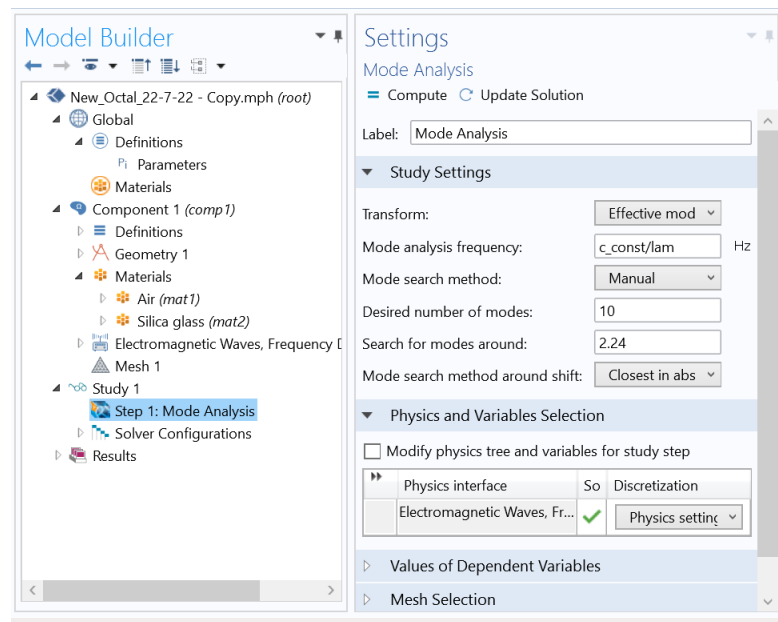 Model Builder
New_Octal_22-7-22 - Copy.mph (root)
Global
Definitions
Pi Parameters
Materials
Component 1 (comp1)
Definitions
Geometry 1
Materials
Air (mat1)
Silica glass (mat2)
Electromagnetic Waves, Frequency D
Mesh 1
Study 1
Step 1: Mode Analysis
Solver Configurations
Results
Settings
Mode Analysis
= Compute Update Solution
Label: Mode Analysis
Study Settings
Transform: Effective mod
Mode analysis frequency: c_const/lam Hz
Mode search method: Manual
Desired number of modes: 10
Search for modes around: 2.24
Mode search method around shift: Closest in abs
Physics and Variables Selection
Modify physics tree and variables for study step
Physics interface So Discretization
Electromagnetic Waves, Fr... Physics setting
Values of Dependent Variables
Mesh Selection